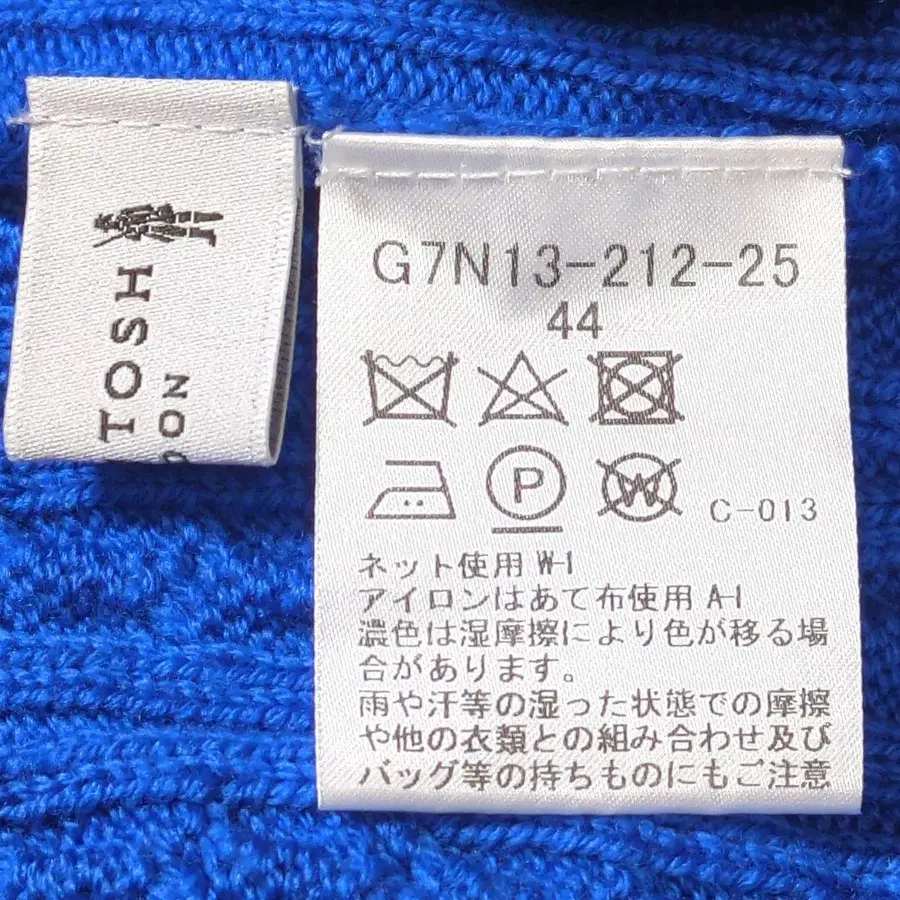 TOSH
ON
G7N13-212-25
44
P
W
C-013
ネット使用 W-1
アイロンはあて布使用 A-1
濃色は湿摩擦により色が移る場
合があります。
雨や汗等の湿った状態での摩擦
や他の衣類との組み合わせ及び
バッグ等の持ちものにもご注意